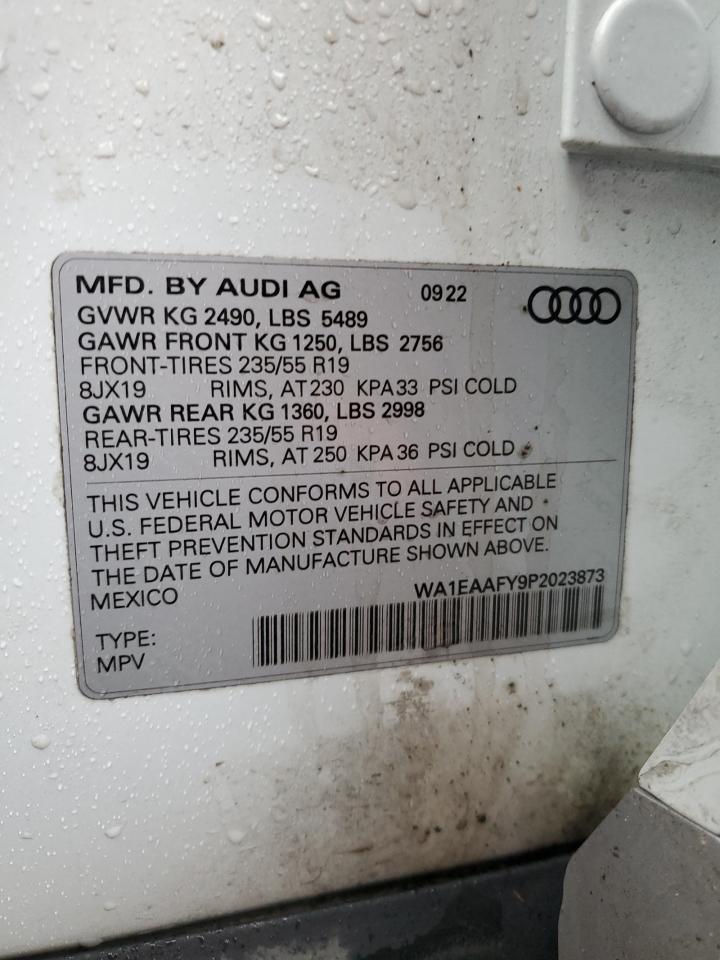 MFD. BY AUDI AG 09 22
GVWR KG 2490, LBS 5489
GAWR FRONT KG 1250, LBS 2756
FRONT-TIRES 235/55 R19
8JX19 RIMS, AT 230 KPA 33 PSI COLD
GAWR REAR KG 1360, LBS 2998
REAR-TIRES 235/55 R19
8JX19 RIMS, AT 250 KPA 36 PSI COLD
THIS VEHICLE CONFORMS TO ALL APPLICABLE
U.S. FEDERAL MOTOR VEHICLE SAFETY AND
THEFT PREVENTION STANDARDS IN EFFECT ON
THE DATE OF MANUFACTURE SHOWN ABOVE.
MEXICO WA1EAAFY9P2023873
TYPE:
MPV